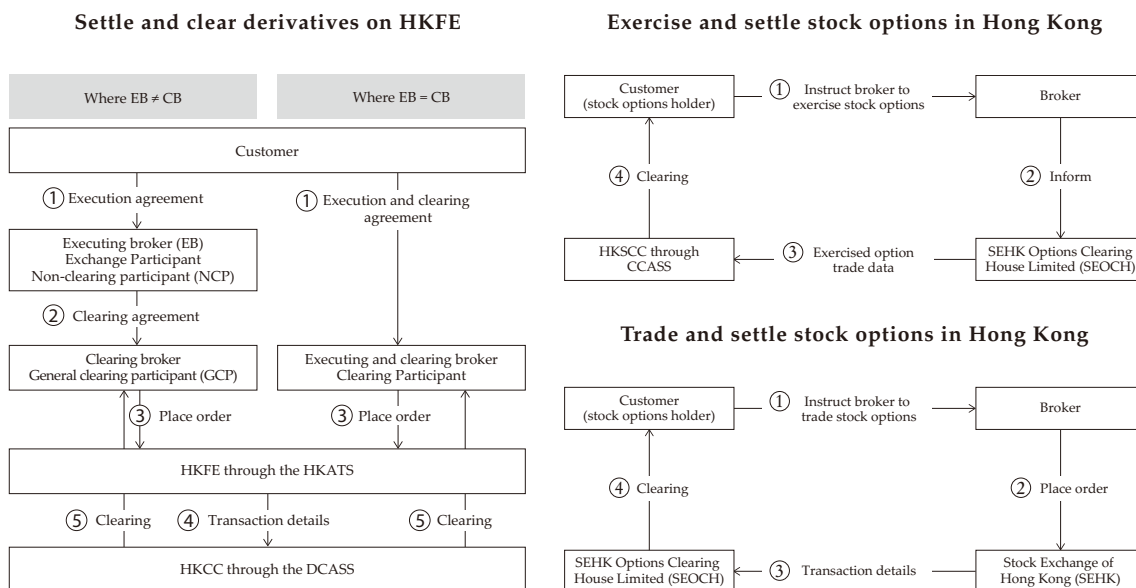 Settle and clear derivatives on HKFE
Where EB ≠ CB
Where EB = CB
Customer
① Execution agreement
① Execution and clearing
agreement
Executing broker (EB)
Exchange Participant
Non-clearing participant (NCP)
② Clearing agreement
Clearing broker
General clearing participant (GCP)
Executing and clearing broker
Clearing Participant
③ Place order
③ Place order
HKFE through the HKATS
⑤ Clearing
④ Transaction details
⑤ Clearing
HKCC through the DCASS
Exercise and settle stock options in Hong Kong
Customer
(stock options holder)
① Instruct broker to
exercise stock options
Broker
④ Clearing
② Inform
HKSCC through
CCASS
③ Exercised option
trade data
SEHK Options Clearing
House Limited (SEOCH)
Trade and settle stock options in Hong Kong
Customer
(stock options holder)
① Instruct broker to
trade stock options
Broker
④ Clearing
② Place order
SEHK Options Clearing
House Limited (SEOCH)
③ Transaction details
Stock Exchange of
Hong Kong (SEHK)